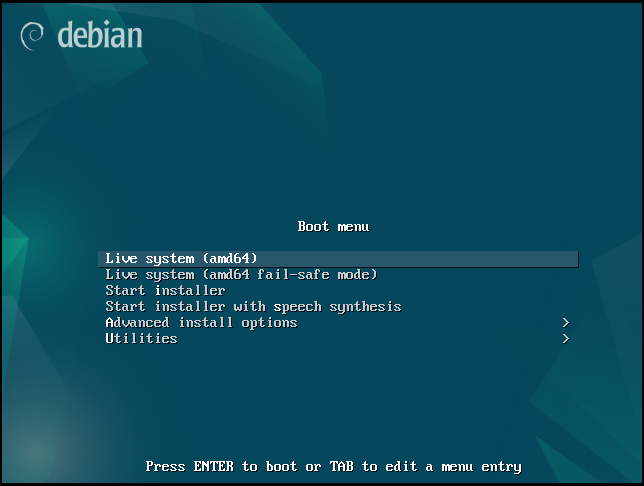 debian
Boot menu
Live system (amd64)
Live system (amd64 fail-safe mode)
Start installer
Start installer with speech synthesis
Advanced install options >
Utilities >
Press ENTER to boot or TAB to edit a menu entry